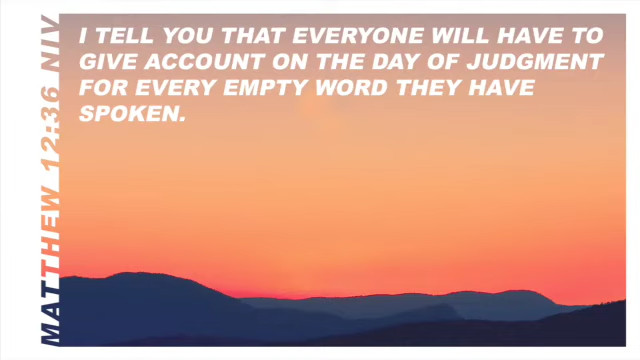 I TELL YOU THAT EVERYONE WILL HAVE TO
GIVE ACCOUNT ON THE DAY OF JUDGMENT
FOR EVERY EMPTY WORD THEY HAVE
SPOKEN.
MATTHEW 12:36 NIV